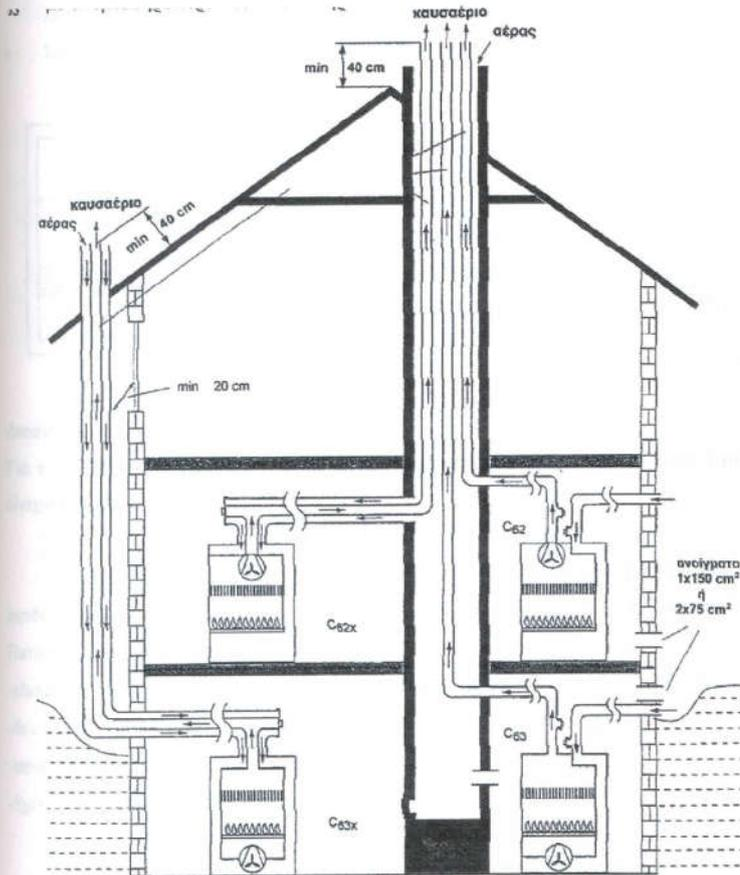 καυσαέριο
αέρας
min 40 cm
καυσαέριο
αέρας
min 40 cm
min 20 cm
C62
ανοίγματα
1x150 cm²
ή
2x75 cm²
C62x
C63
C63x